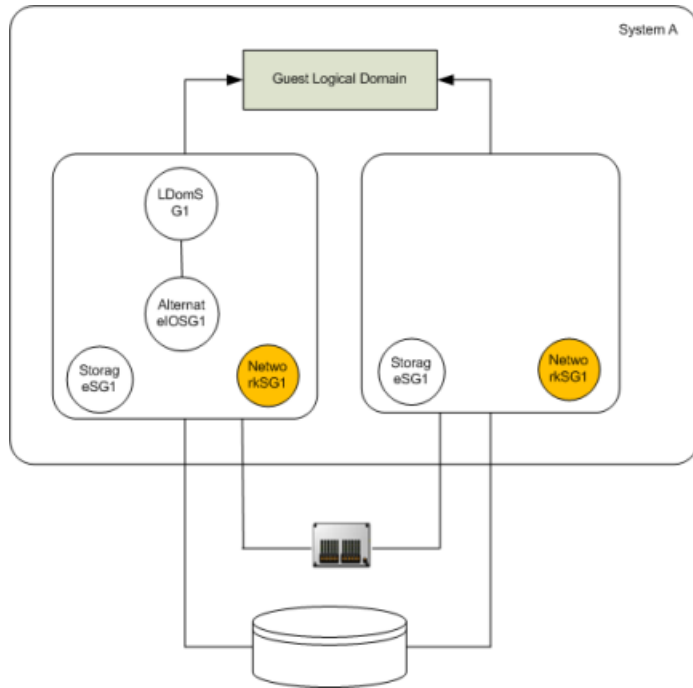 System A
Guest Logical Domain
LDomS
G1
Alternat
eIOSG1
Storag
eSG1
Netwo
rkSG1
Storag
eSG1
Netwo
rkSG1